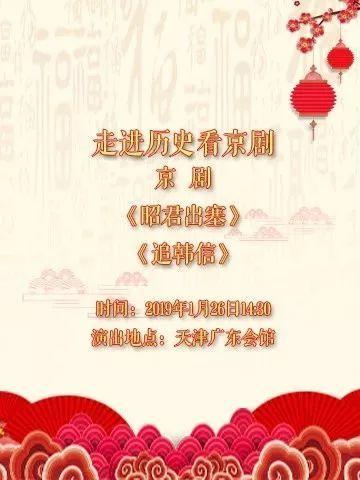 走进历史看京剧
京 剧
《昭君出塞》
《追韩信》
时间：2019年1月26日14:30
演出地点：天津广东会馆